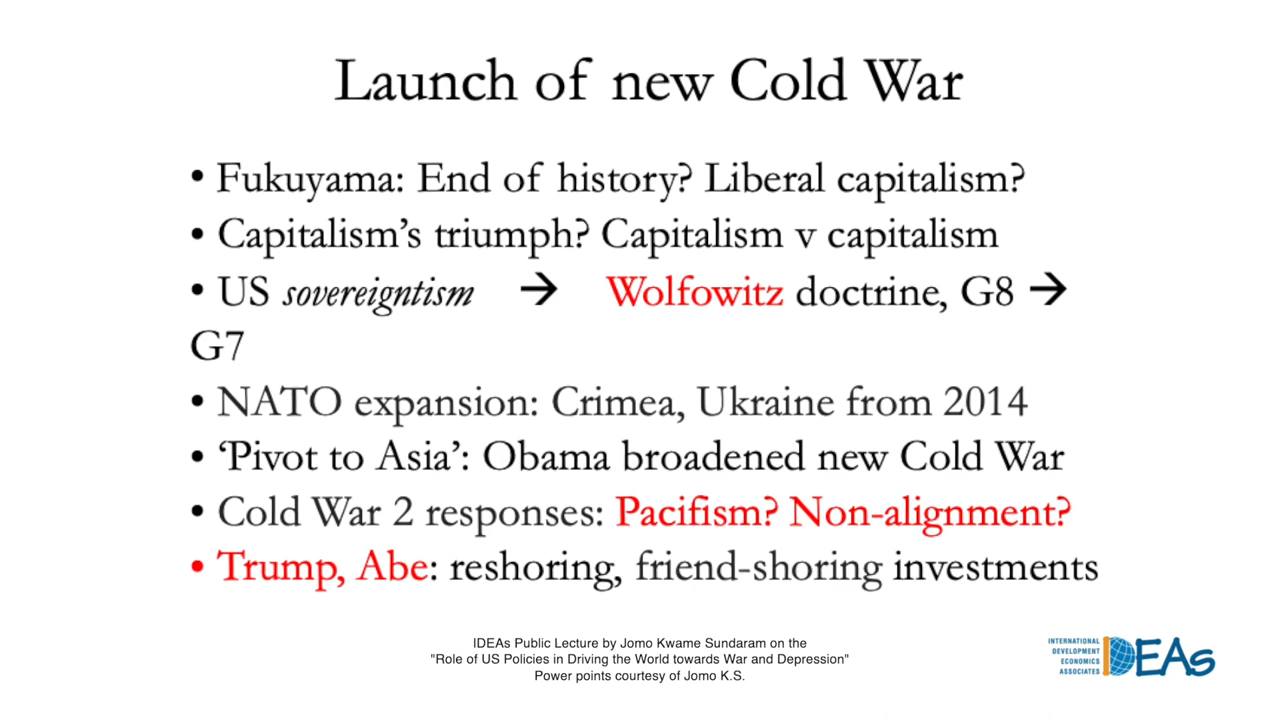 Launch of new Cold War
• Fukuyama: End of history? Liberal capitalism?
• Capitalism’s triumph? Capitalism v capitalism
• US sovereigntism → Wolfowitz doctrine, G8 →
G7
• NATO expansion: Crimea, Ukraine from 2014
• ‘Pivot to Asia’: Obama broadened new Cold War
• Cold War 2 responses: Pacifism? Non-alignment?
• Trump, Abe: reshoring, friend-shoring investments
IDEAs Public Lecture by Jomo Kwame Sundaram on the
"Role of US Policies in Driving the World towards War and Depression"
Power points courtesy of Jomo K.S.
INTERNATIONAL
DEVELOPMENT
ECONOMICS
ASSOCIATES
IDEAs